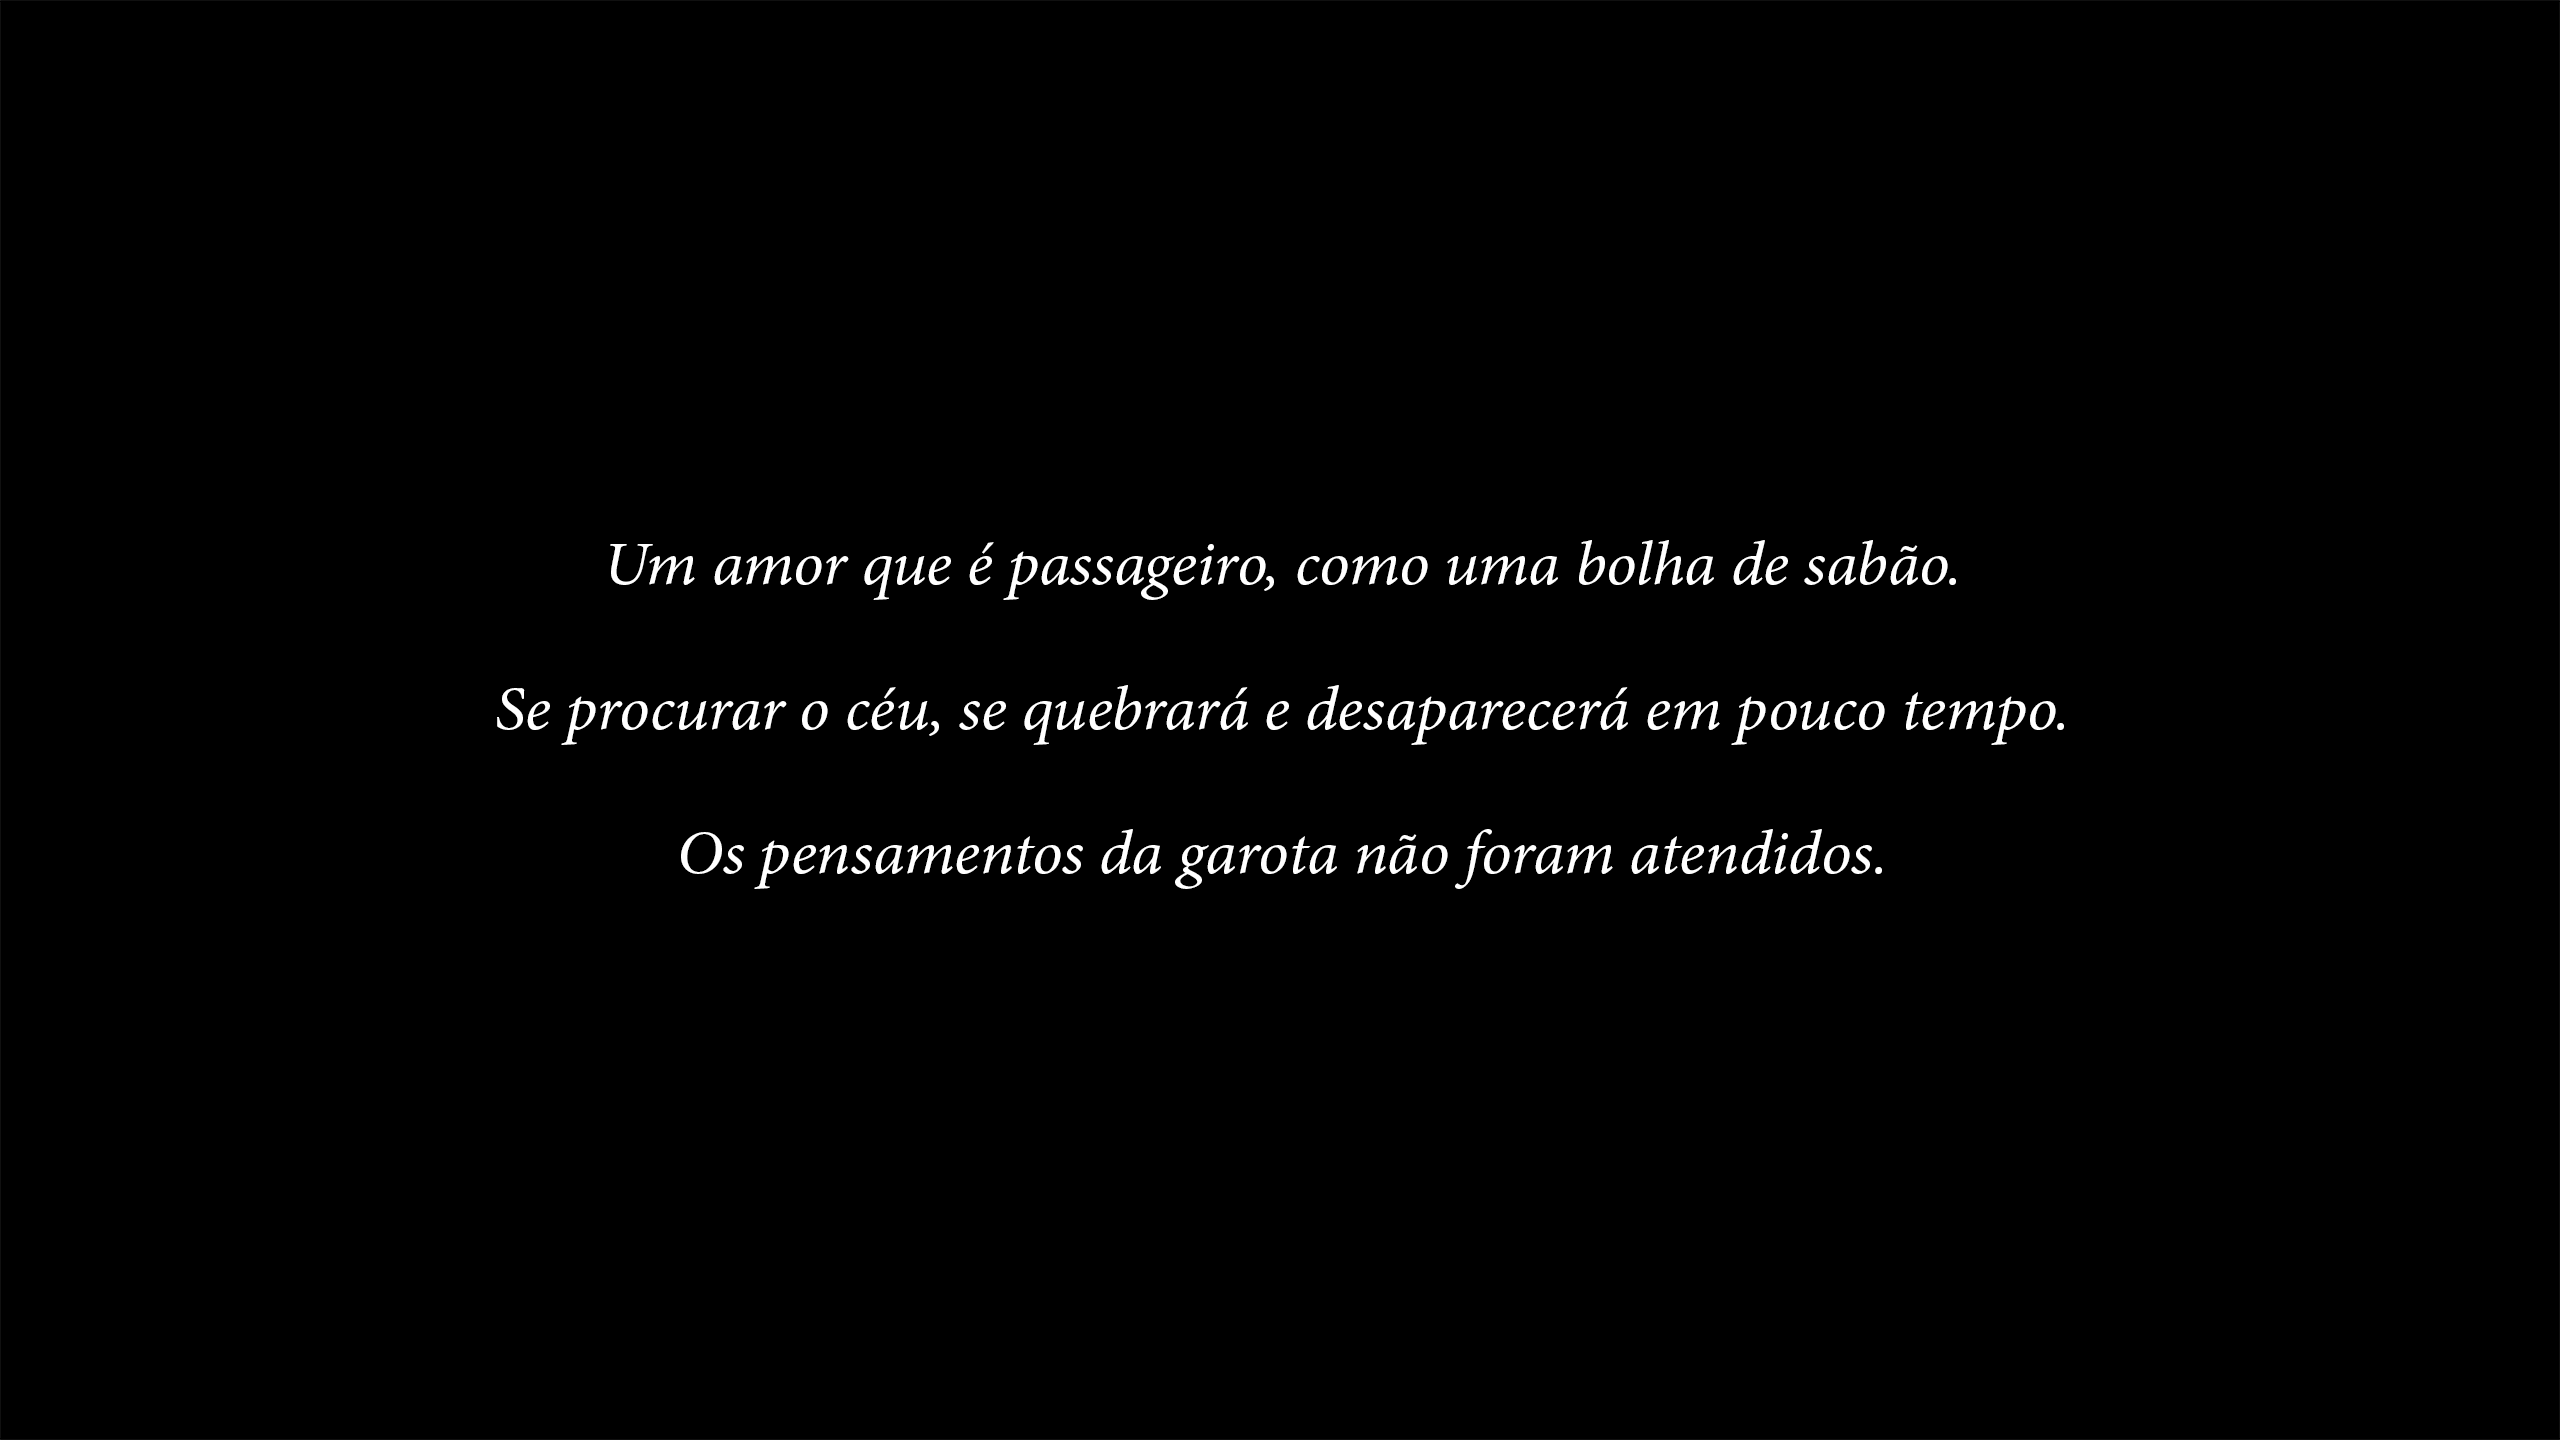 Um amor que é passageiro, como uma bolha de sabão.
Se procurar o céu, se quebrará e desaparecerá em pouco tempo.
Os pensamentos da garota não foram atendidos.